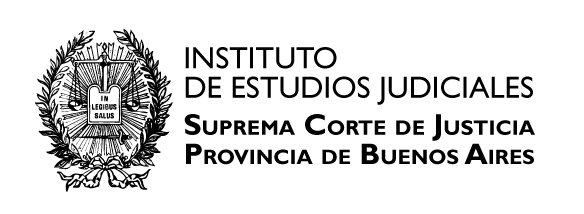 IN
LEGIBUS
SALUS
INSTITUTO
DE ESTUDIOS JUDICIALES
SUPREMA CORTE DE JUSTICIA
PROVINCIA DE BUENOS AIRES